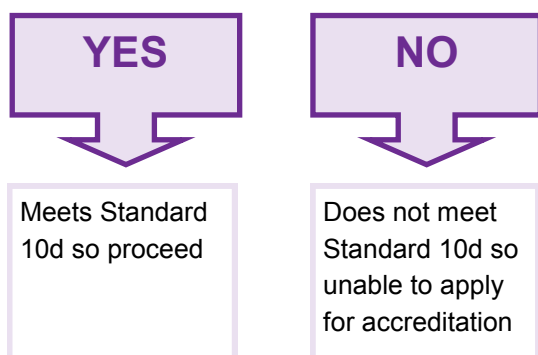 YES
Meets Standard
10d so proceed
NO
Does not meet
Standard 10d so
unable to apply
for accreditation